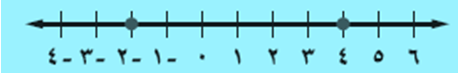 ٤- ٣- ٢- ١- ٠ ١ ٢ ٣ ٤ ٥ ٦